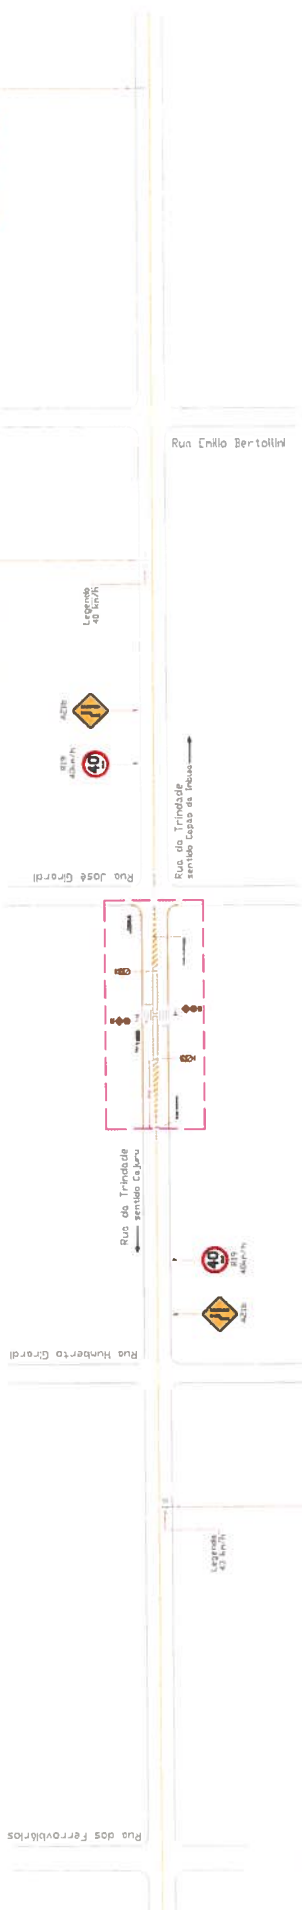 Rua Emílio Bertollini
Legenda
40 km/h
A21b
R19
40km/h
40
Rua da Trindade
sentido Capão da Imbuia
Rua José Girardi
Rua da Trindade
sentido Cajuru
40
R19
40km/h
A21b
Rua Humberto Girardi
Legenda
Rua dos Ferroviários